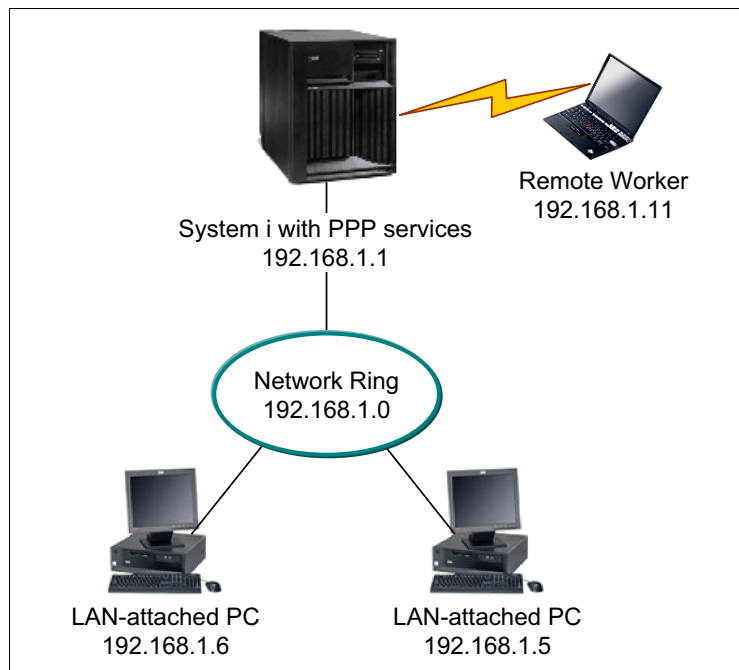 Remote Worker
192.168.1.11
System i with PPP services
192.168.1.1
Network Ring
192.168.1.0
LAN-attached PC
192.168.1.6
LAN-attached PC
192.168.1.5